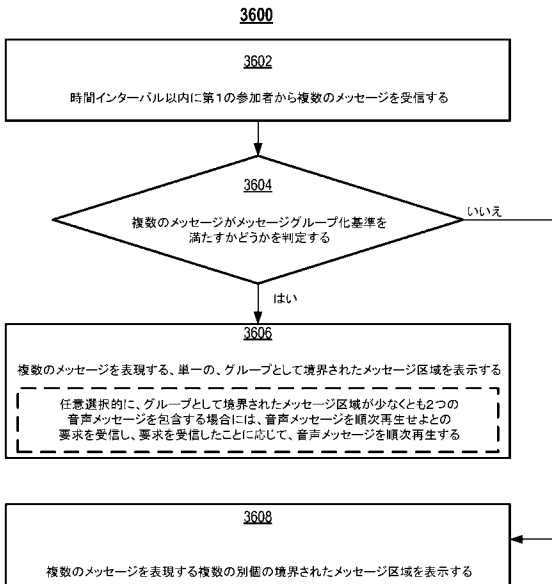 3600
3602
時間インターバル以内に第1の参加者から複数のメッセージを受信する
3604
複数のメッセージがメッセージグループ化基準を
満たすかどうかを判定する
いいえ
はい
3606
複数のメッセージを表現する、単一の、グループとして境界されたメッセージ区域を表示する
任意選択的に、グループとして境界されたメッセージ区域が少なくとも2つの
音声メッセージを包含する場合には、音声メッセージを順次再生せよとの
要求を受信し、要求を受信したことに応じて、音声メッセージを順次再生する
3608
複数のメッセージを表現する複数の別個の境界されたメッセージ区域を表示する